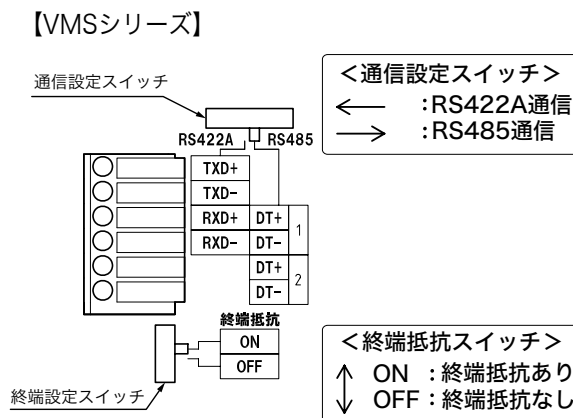 【VMSシリーズ】
通信設定スイッチ
＜通信設定スイッチ＞
← :RS422A通信
→ :RS485通信
RS422A RS485
TXD+
TXD-
RXD+ DT+
RXD- DT-
1
DT+
DT-
2
終端抵抗
ON
OFF
終端設定スイッチ
＜終端抵抗スイッチ＞
↑ ON :終端抵抗あり
↓ OFF:終端抵抗なし